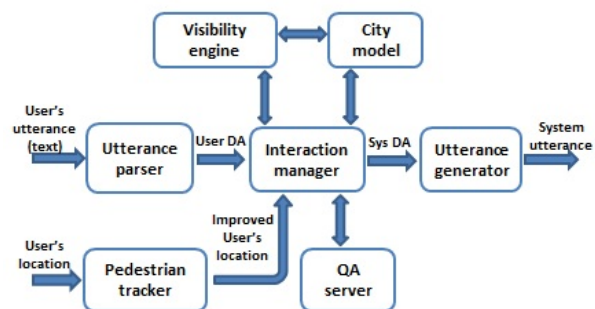 Visibility
engine
City
model
User's
utterance
(text)
Utterance
parser
User DA
Interaction
manager
Sys DA
Utterance
generator
System
utterance
User's
location
Pedestrian
tracker
Improved
User's
location
QA
server